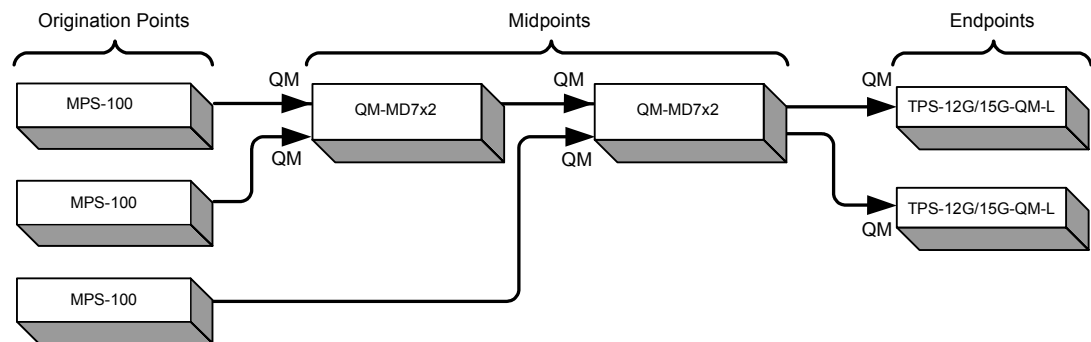 Origination Points
Midpoints
Endpoints
MPS-100
QM
QM-MD7x2
QM
QM-MD7x2
QM
TPS-12G/15G-QM-L
QM
QM
MPS-100
TPS-12G/15G-QM-L
QM
MPS-100